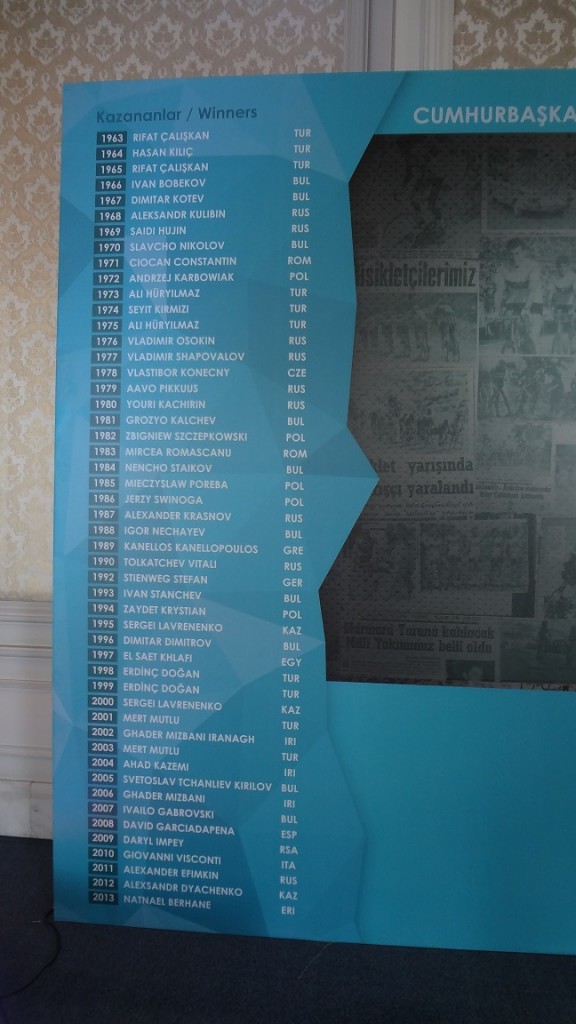 Kazananlar / Winners
1963 RIFAT ÇALIŞKAN TUR
1964 HASAN KILIÇ TUR
1965 RIFAT ÇALIŞKAN TUR
1966 IVAN BOBEKOV BUL
1967 DIMITAR KOTEV BUL
1968 ALEKSANDR KULIBIN RUS
1969 SAIDI HUJIN RUS
1970 SLAVCHO NIKOLOV BUL
1971 CIOCAN CONSTANTIN ROM
1972 ANDRZEJ KARBOWIAK POL
1973 ALI HÜRYILMAZ TUR
1974 SEYIT KIRMIZI TUR
1975 ALI HÜRYILMAZ TUR
1976 VLADIMIR OSOKIN RUS
1977 VLADIMIR SHAPOVALOV RUS
1978 VLASTIBOR KONECNY CZE
1979 AAVO PIKKUUS RUS
1980 YOURI KACHIRIN RUS
1981 GROZYO KALCHEV BUL
1982 ZBIGNIEW SZCZEPKOWSKI POL
1983 MIRCEA ROMASCANU ROM
1984 NENCHO STAIKOV BUL
1985 MIECZYSLAW POREBA POL
1986 JERZY SWINOGA POL
1987 ALEXANDER KRASNOV RUS
1988 IGOR NECHAYEV BUL
1989 KANELLOS KANELLOPOULOS GRE
1990 TOLKATCHEV VITALI RUS
1992 STIENWEG STEFAN GER
1993 IVAN STANCHEV BUL
1994 ZAYDET KRYSTIAN POL
1995 SERGEI LAVRENENKO KAZ
1996 DIMITAR DIMITROV BUL
1997 EL SAET KHLAFI EGY
1998 ERDİNÇ DOĞAN TUR
1999 ERDİNÇ DOĞAN TUR
2000 SERGEI LAVRENENKO KAZ
2001 MERT MUTLU TUR
2002 GHADER MIZBANI IRANAGH IRI
2003 MERT MUTLU TUR
2004 AHAD KAZEMI IRI
2005 SVETOSLAV TCHANLIEV KIRILOV BUL
2006 GHADER MIZBANI IRI
2007 IVAILO GABROVSKI BUL
2008 DAVID GARCIADAPENA ESP
2009 DARYL IMPEY RSA
2010 GIOVANNI VISCONTI ITA
2011 ALEXANDER EFIMKIN RUS
2012 ALEXSANDR DYACHENKO KAZ
2013 NATNAEL BERHANE ERI
CUMHURBAŞKA
isikletçilerimiz
klet yarışında
oşçı yaralandı
Milli Takımımız belli oldu